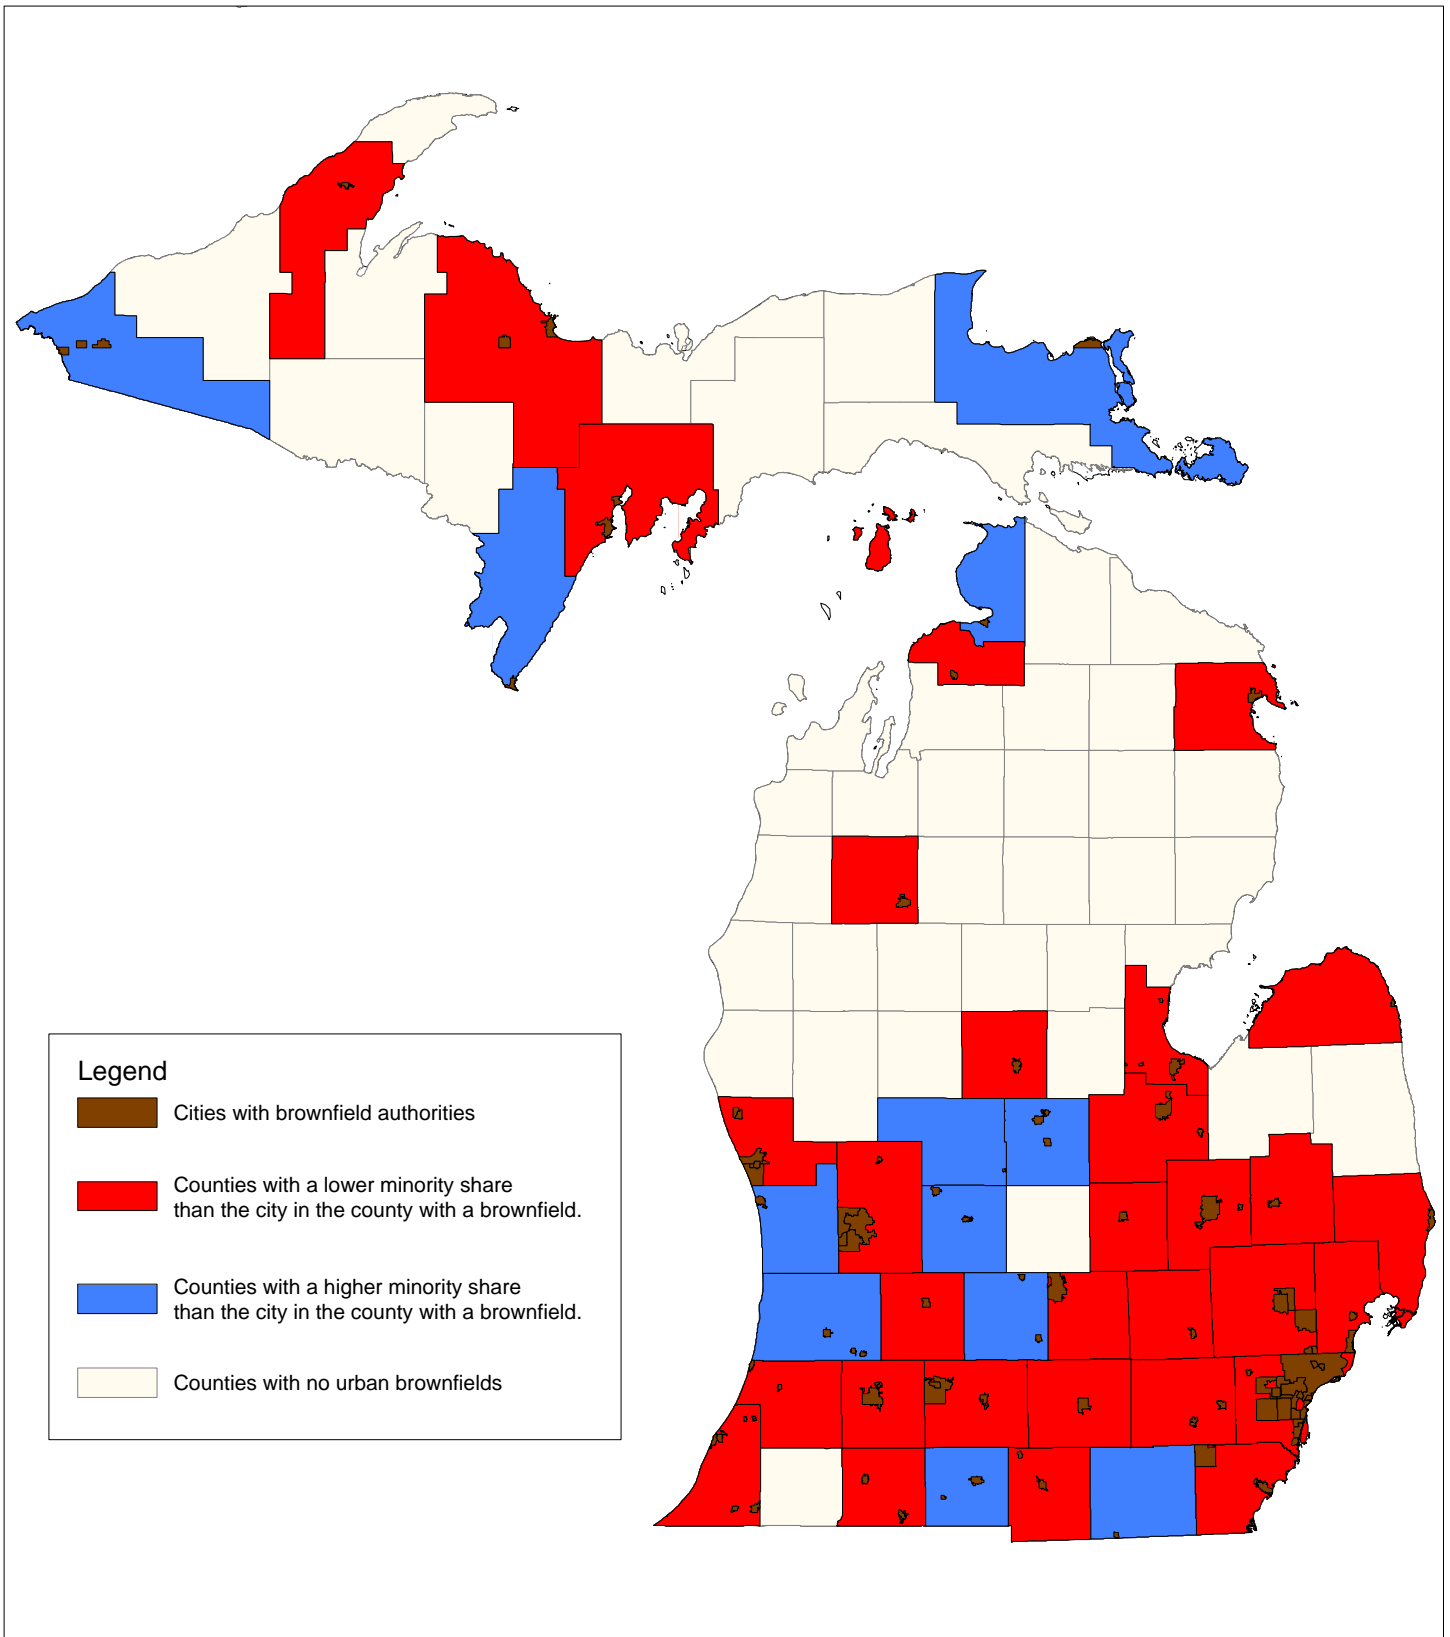 Legend
Cities with brownfield authorities
Counties with a lower minority share
than the city in the county with a brownfield.
Counties with a higher minority share
than the city in the county with a brownfield.
Counties with no urban brownfields